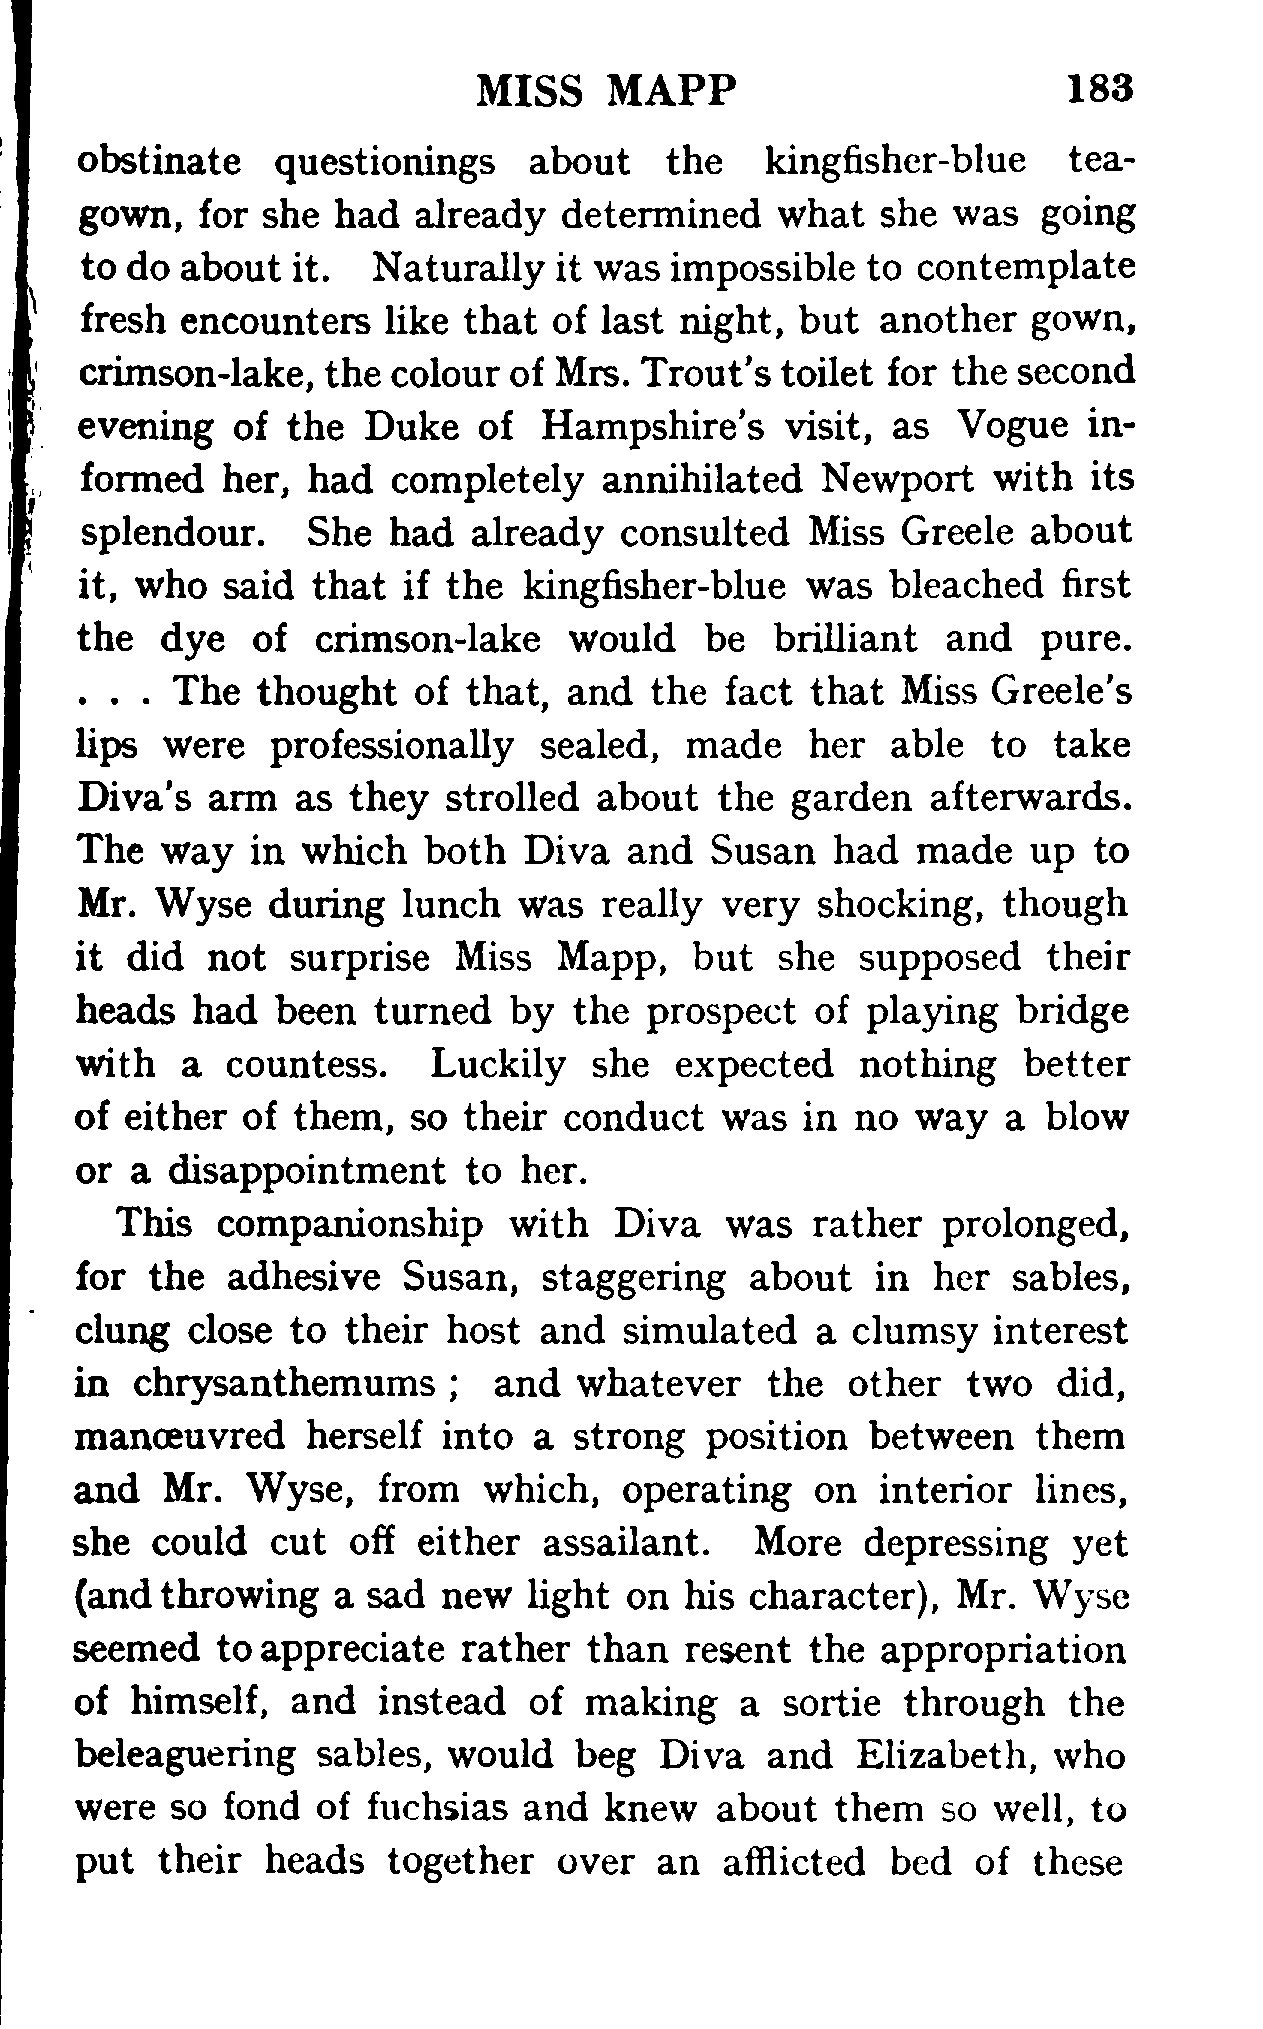 MISS MAPP 183
obstinate questionings about the kingfisher-blue tea-
gown, for she had already determined what she was going
to do about it. Naturally it was impossible to contemplate
fresh encounters like that of last night, but another gown,
crimson-lake, the colour of Mrs. Trout's toilet for the second
evening of the Duke of Hampshire's visit, as Vogue in-
formed her, had completely annihilated Newport with its
splendour. She had already consulted Miss Greele about
it, who said that if the kingfisher-blue was bleached first
the dye of crimson-lake would be brilliant and pure.
. . . The thought of that, and the fact that Miss Greele's
lips were professionally sealed, made her able to take
Diva's arm as they strolled about the garden afterwards.
The way in which both Diva and Susan had made up to
Mr. Wyse during lunch was really very shocking, though
it did not surprise Miss Mapp, but she supposed their
heads had been turned by the prospect of playing bridge
with a countess. Luckily she expected nothing better
of either of them, so their conduct was in no way a blow
or a disappointment to her.
This companionship with Diva was rather prolonged,
for the adhesive Susan, staggering about in her sables,
clung close to their host and simulated a clumsy interest
in chrysanthemums ; and whatever the other two did,
manœuvred herself into a strong position between them
and Mr. Wyse, from which, operating on interior lines,
she could cut off either assailant. More depressing yet
(and throwing a sad new light on his character), Mr. Wyse
seemed to appreciate rather than resent the appropriation
of himself, and instead of making a sortie through the
beleaguering sables, would beg Diva and Elizabeth, who
were so fond of fuchsias and knew about them so well, to
put their heads together over an afflicted bed of these